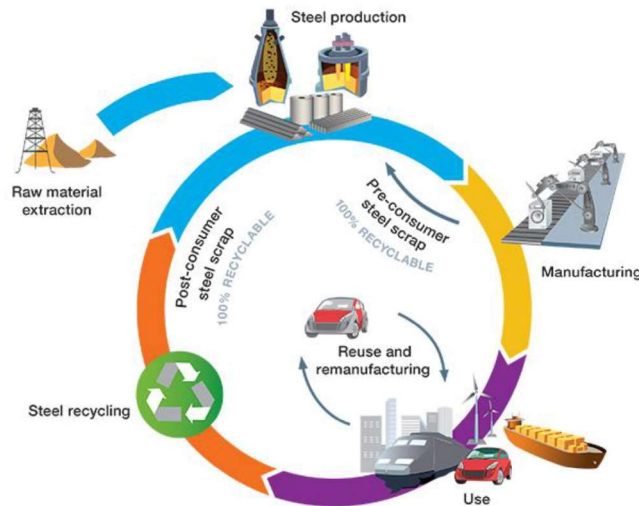 Steel production
Raw material
extraction
Pre-consumer
steel scrap
100% RECYCLABLE
Post-consumer
steel scrap
100% RECYCLABLE
Manufacturing
Reuse and
remanufacturing
Steel recycling
Use